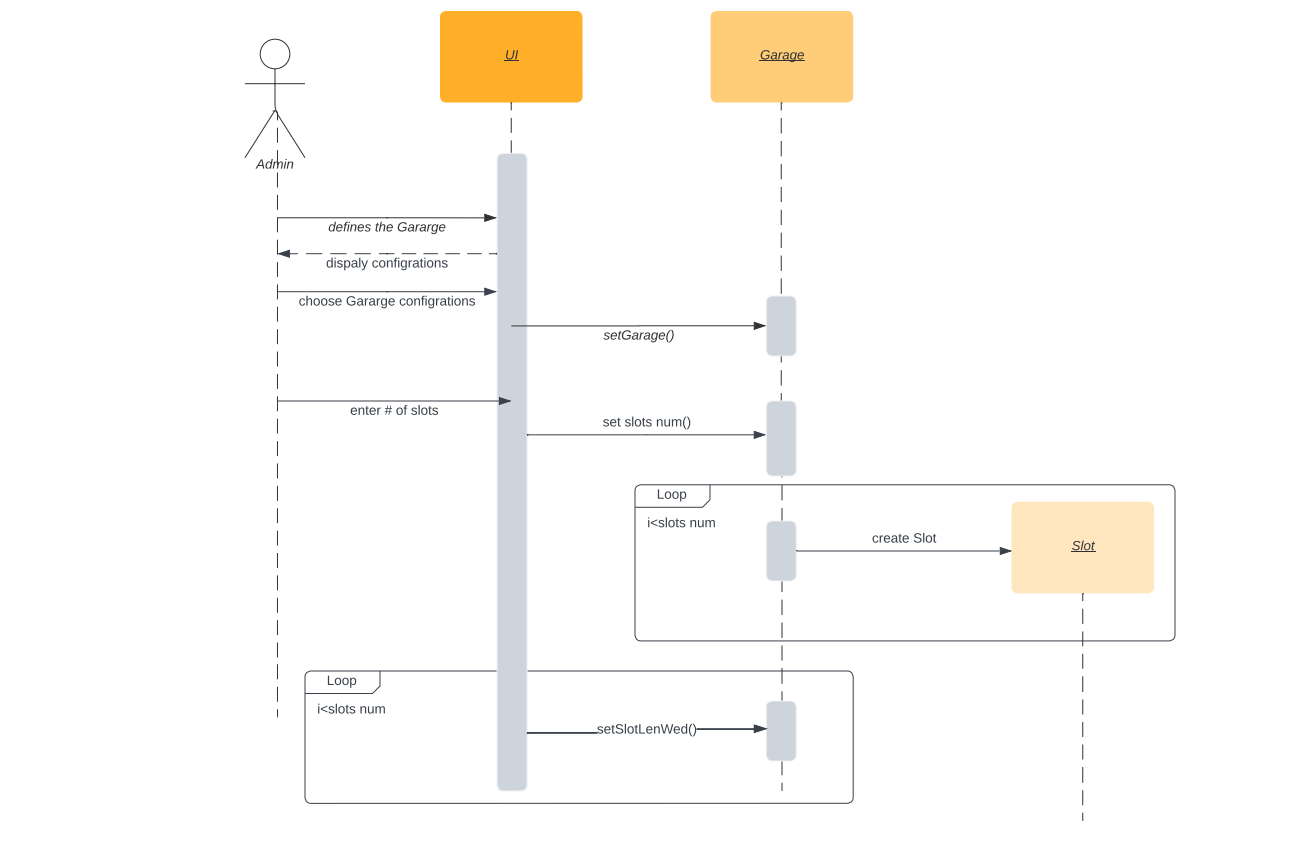 UI
Garage
Admin
defines the Gararge
dispaly configrations
choose Gararge configrations
setGarage()
enter # of slots
set slots num()
Loop
i<slots num
create Slot
Slot
Loop
i<slots num
setSlotLenWed()